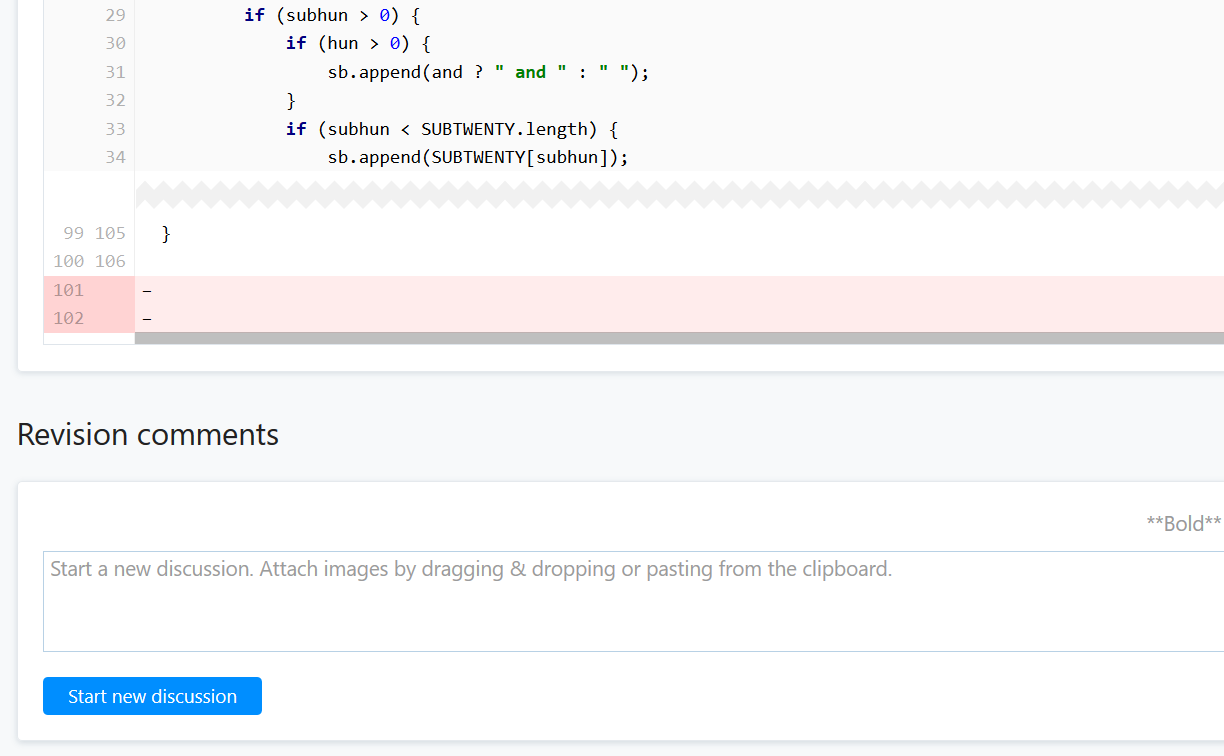 29 if (subhun > 0) {
30 if (hun > 0) {
31 sb.append(and ? " and " : " ");
32 }
33 if (subhun < SUBTWENTY.length) {
34 sb.append(SUBTWENTY[subhun]);
99 105 }
100 106
101 –
102 –
Revision comments
**Bold**
Start a new discussion. Attach images by dragging & dropping or pasting from the clipboard.
Start new discussion